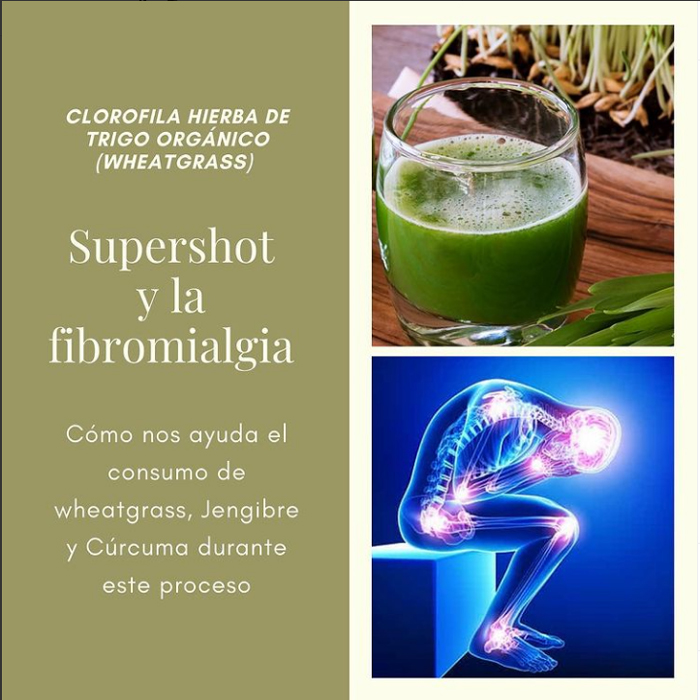 CLOROFILA HIERBA DE
TRIGO ORGÁNICO
(WHEATGRASS)
Supershot
y la
fibromialgia
Cómo nos ayuda el
consumo de
wheatgrass, Jengibre
y Cúrcuma durante
este proceso